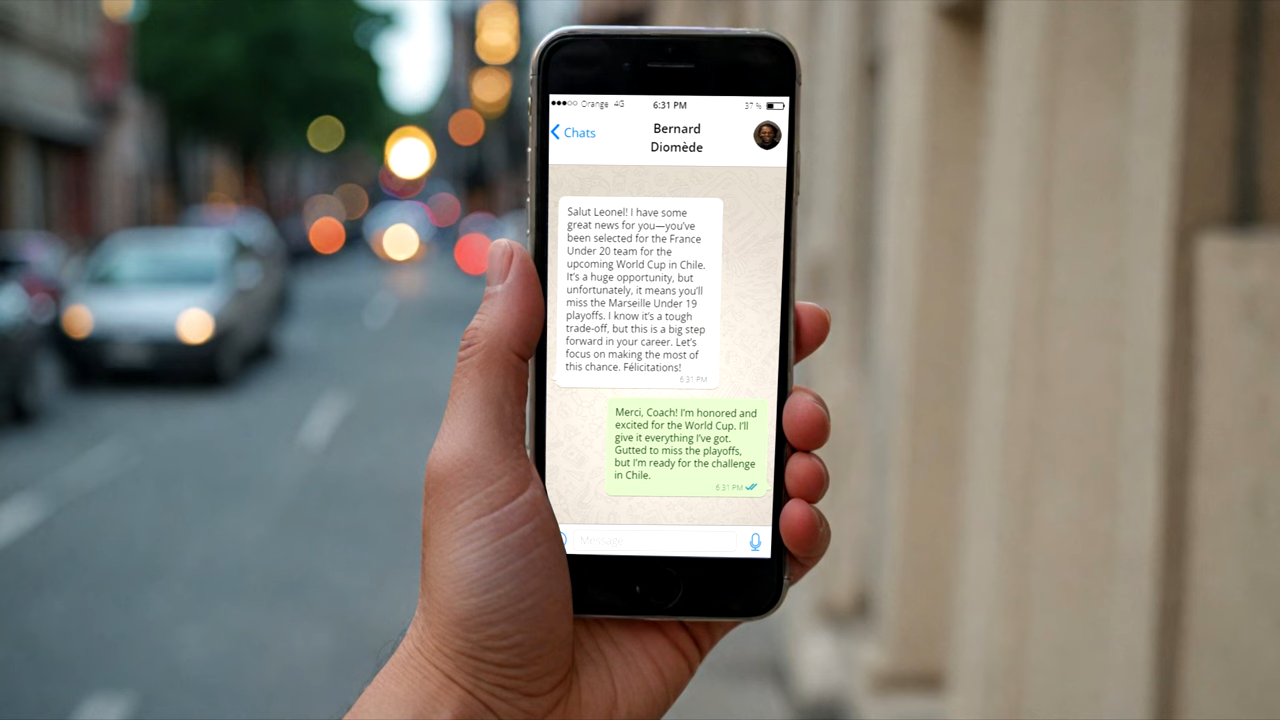 Orange 4G 6:31 PM 37 %
Chats
Bernard
Diomède
Salut Leonel! I have some
great news for you—you've
been selected for the France
Under 20 team for the
upcoming World Cup in Chile.
It's a huge opportunity, but
unfortunately, it means you'll
miss the Marseille Under 19
playoffs. I know it's a tough
trade-off, but this is a big step
forward in your career. Let's
focus on making the most of
this chance. Félicitations!
6:31 PM
Merci, Coach! I'm honored and
excited for the World Cup. I'll
give it everything I've got.
Gutted to miss the playoffs,
but I'm ready for the challenge
in Chile.
6:31 PM
Message